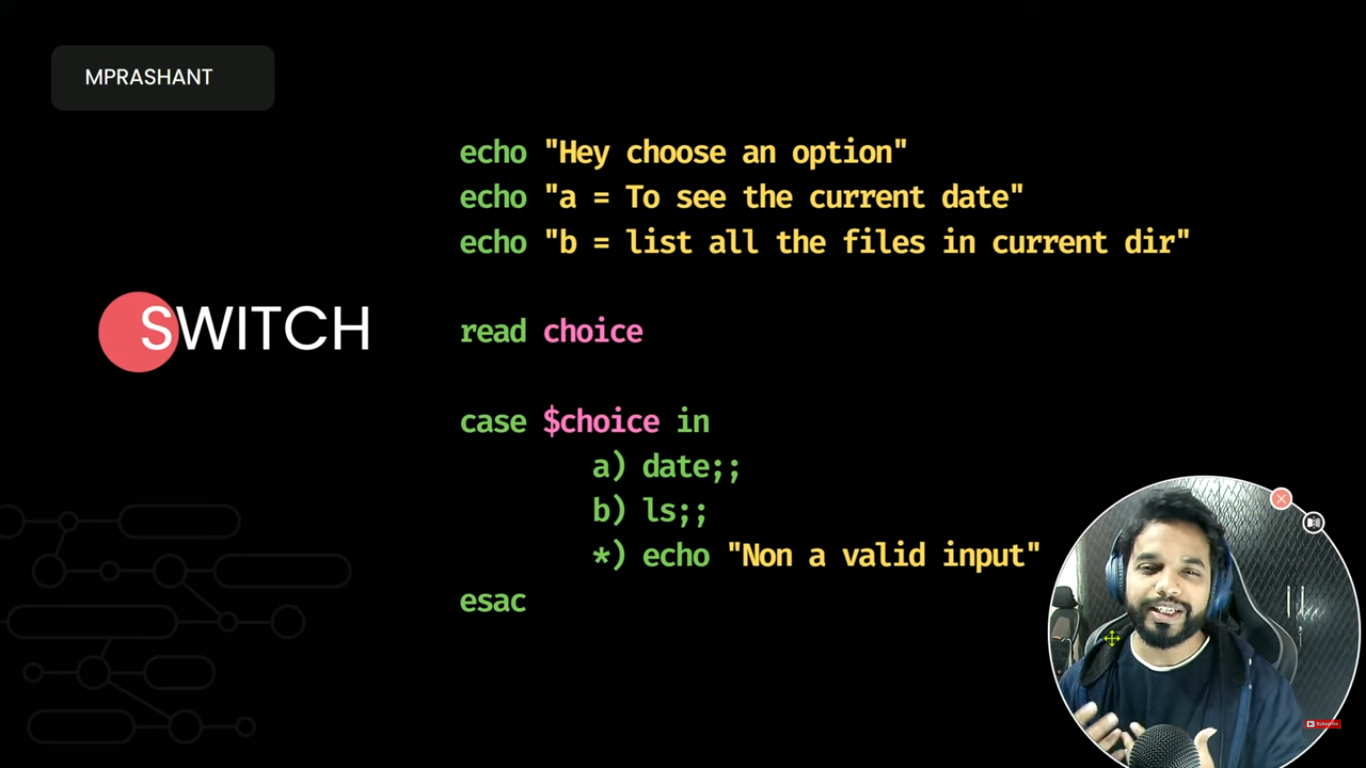 MPRASHANT
echo "Hey choose an option"
echo "a = To see the current date"
echo "b = list all the files in current dir"
SWITCH
read choice
case $choice in
a) date;;
b) ls;;
*) echo "Non a valid input"
esac
Subscribe